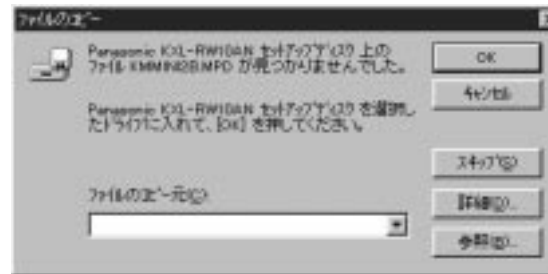 ファイルのコピー
Panasonic KXL-RW10AN セットアップディスク 上の
ファイル KMMINI2B.MPD が見つかりませんでした。
Panasonic KXL-RW10AN セットアップディスク を選択し
たドライブに入れて、[OK] を押してください。
ファイルのコピー元(C):
OK
キャンセル
スキップ(S)
詳細(D)...
参照(B)...